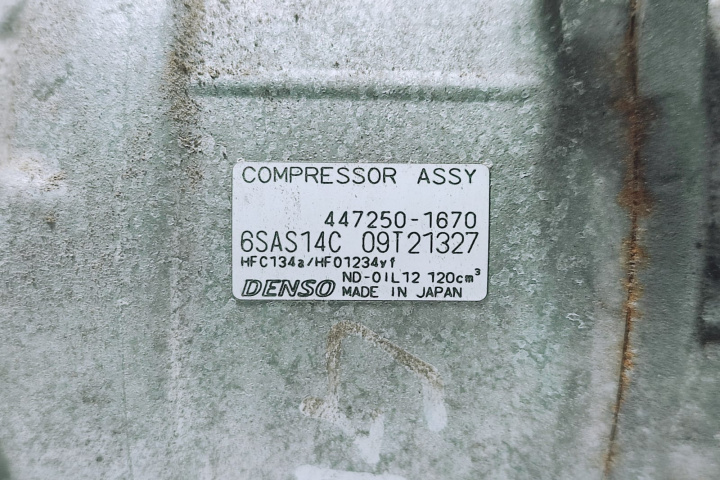 COMPRESSOR ASSY
447250-1670
6SAS14C 09T21327
HFC134a/HFO1234yf
ND-OIL12 120cm³
DENSO MADE IN JAPAN